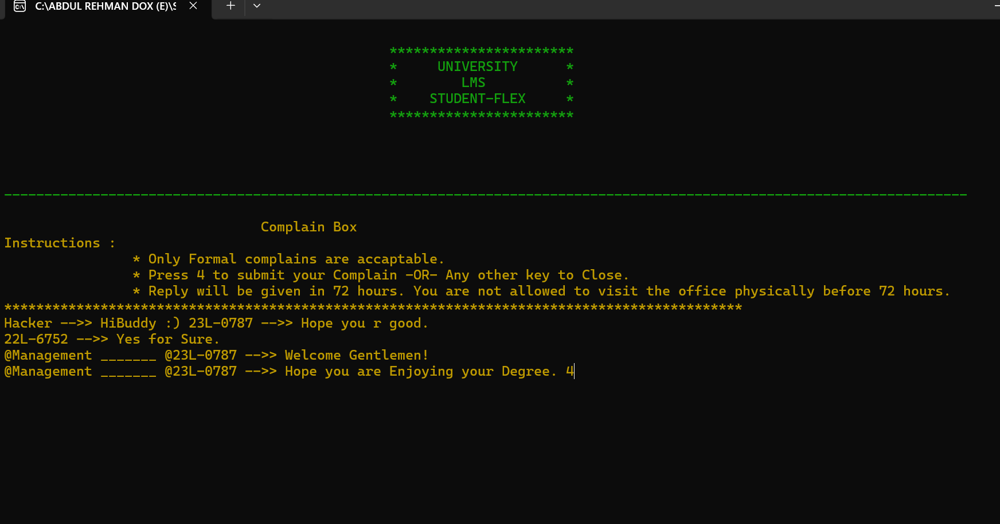 C:\ABDUL REHMAN DOX (E)\S
***********************
* UNIVERSITY *
* LMS *
* STUDENT-FLEX *
***********************
------------------------------------------------------------------------------------------------------------------------
Complain Box
Instructions :
* Only Formal complains are accaptable.
* Press 4 to submit your Complain -OR- Any other key to Close.
* Reply will be given in 72 hours. You are not allowed to visit the office physically before 72 hours.
********************************************************************************************
Hacker -->> HiBuddy :) 23L-0787 -->> Hope you r good.
22L-6752 -->> Yes for Sure.
@Management _______ @23L-0787 -->> Welcome Gentlemen!
@Management _______ @23L-0787 -->> Hope you are Enjoying your Degree. 4